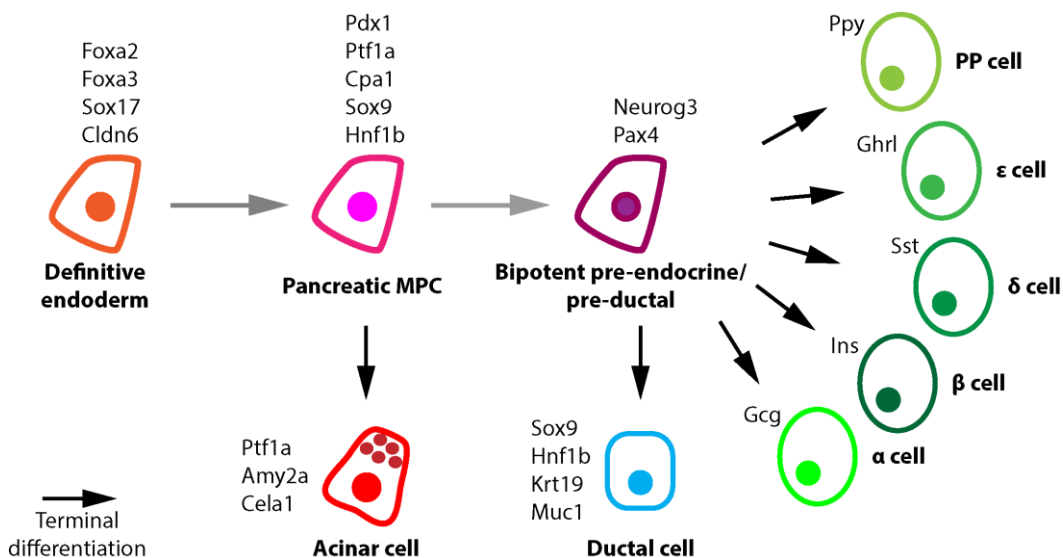 Foxa2
Foxa3
Sox17
Cldn6
Definitive
endoderm
Pdx1
Ptf1a
Cpa1
Sox9
Hnf1b
Pancreatic MPC
Neurog3
Pax4
Bipotent pre-endocrine/
pre-ductal
Ppy
PP cell
Ghrl
ε cell
Sst
δ cell
Ins
β cell
Gcg
α cell
Ptf1a
Amy2a
Cela1
Acinar cell
Sox9
Hnf1b
Krt19
Muc1
Ductal cell
Terminal
differentiation